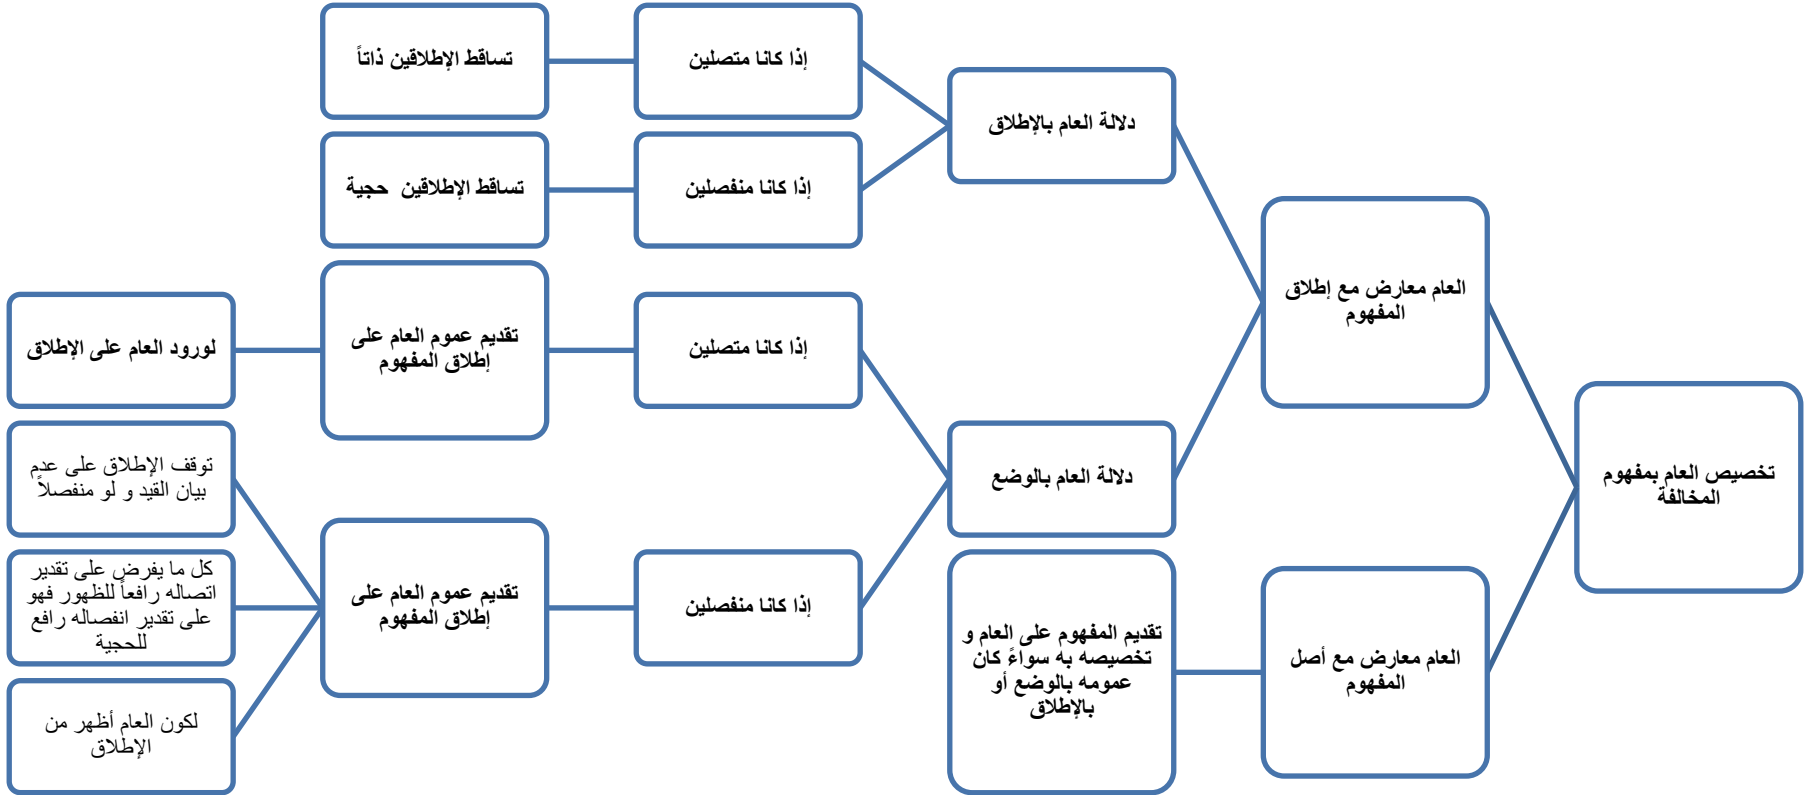 تخصيص العام بمفهوم
المخالفة
العام معارض مع إطلاق
المفهوم
دلالة العام بالإطلاق
إذا كانا متصلين
تساقط الإطلاقين ذاتاً
إذا كانا منفصلين
تساقط الإطلاقين حجية
دلالة العام بالوضع
إذا كانا متصلين
تقديم عموم العام على
إطلاق المفهوم
لورود العام على الإطلاق
إذا كانا منفصلين
تقديم عموم العام على
إطلاق المفهوم
توقف الإطلاق على عدم
بيان القيد و لو منفصلاً
كل ما يفرض على تقدير
اتصاله رافعاً للظهور فهو
على تقدير انفصاله رافع
للحجية
لكون العام أظهر من
الإطلاق
العام معارض مع أصل
المفهوم
تقديم المفهوم على العام و
تخصيصه به سواءً كان
عمومه بالوضع أو
بالإطلاق